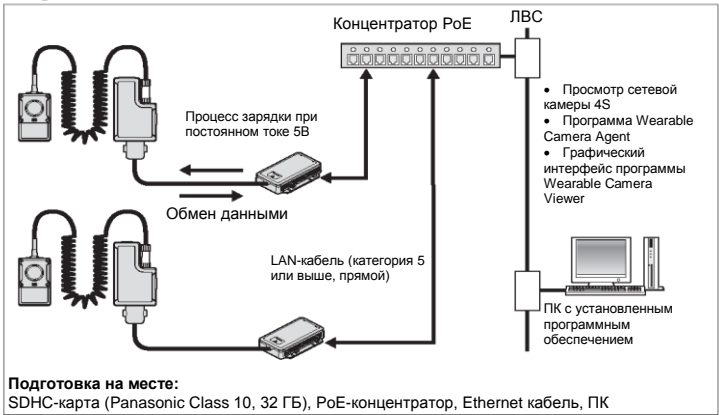 Концентратор PoE
ЛВС
• Просмотр сетевой
камеры 4S
• Программа Wearable
Camera Agent
• Графический
интерфейс программы
Wearable Camera
Viewer
Процесс зарядки при
постоянном токе 5В
Обмен данными
LAN-кабель (категория 5
или выше, прямой)
ПК с установленным
программным
обеспечением
Подготовка на месте:
SDHC-карта (Panasonic Class 10, 32 ГБ), PoE-концентратор, Ethernet кабель, ПК